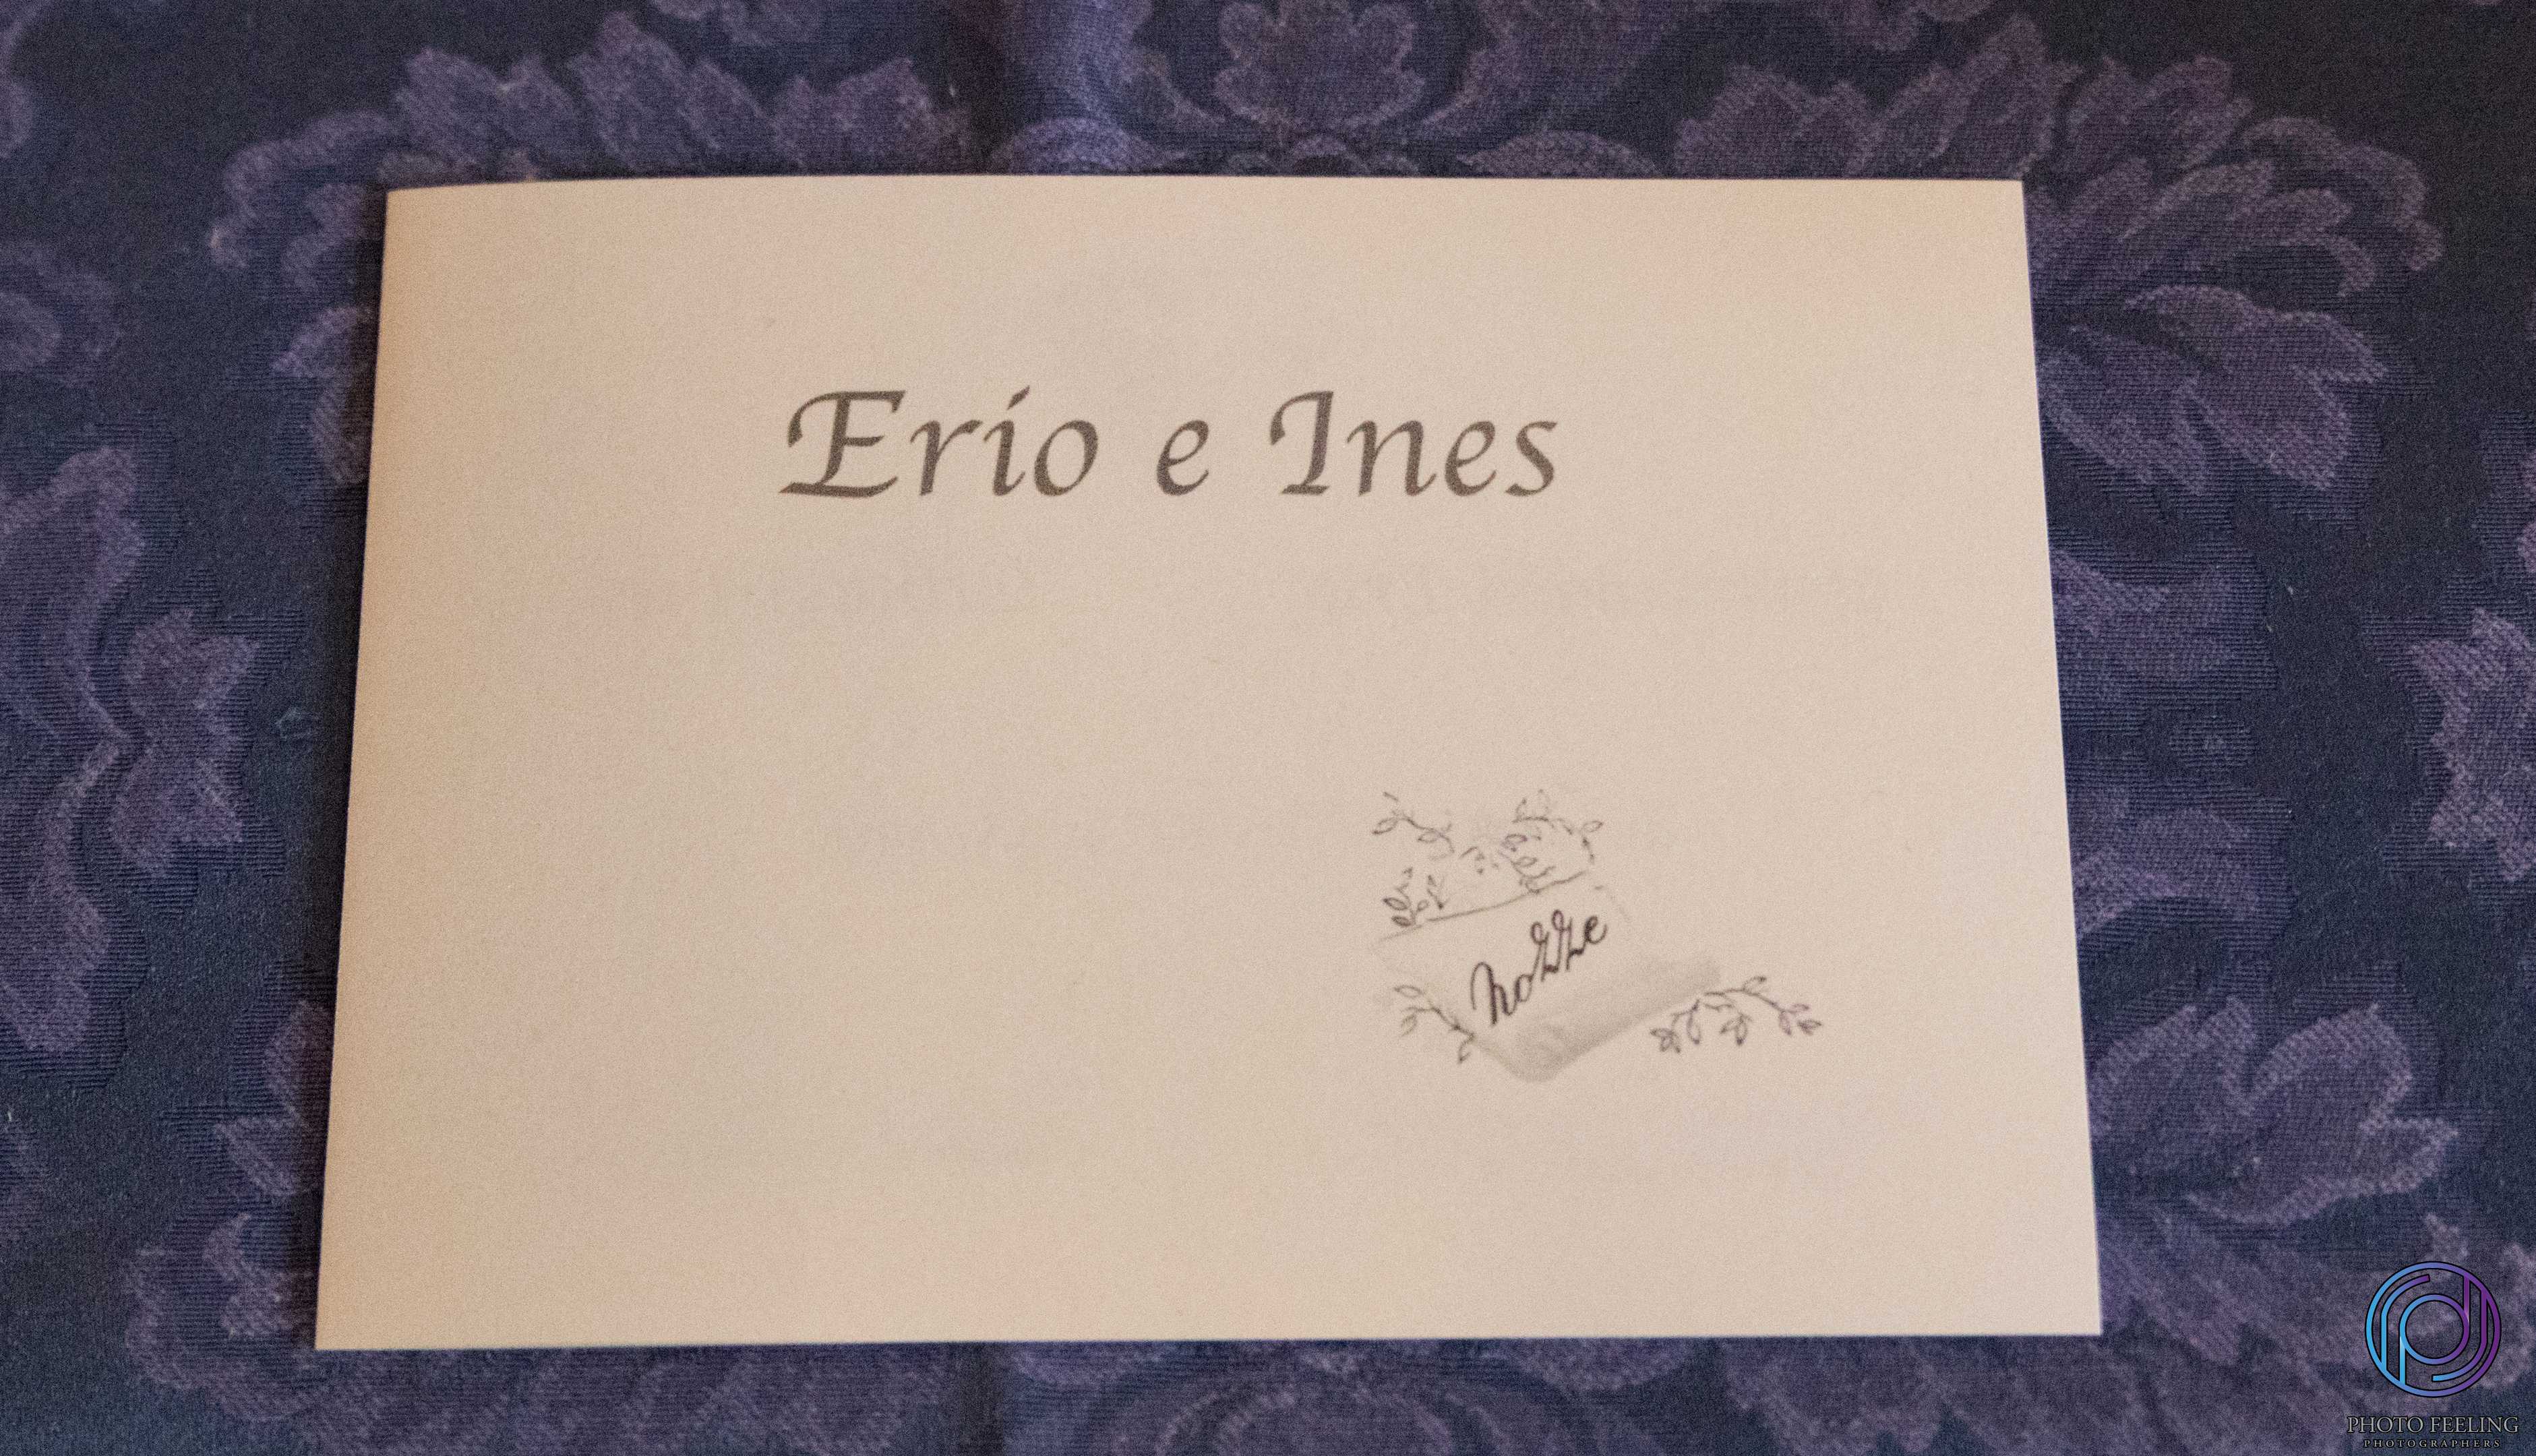 Erio e Ines
nozze
PHOTO FEELING
PHOTOGRAPHERS